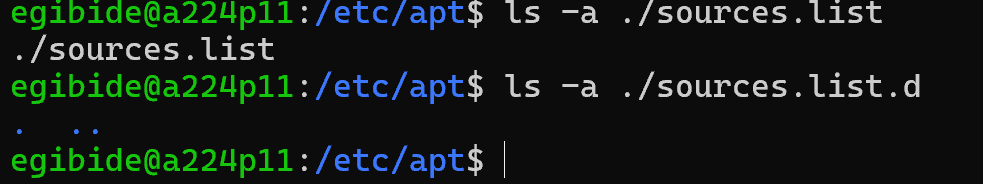 egibide@a224p11:/etc/apt$ ls -a ./sources.list
./sources.list
egibide@a224p11:/etc/apt$ ls -a ./sources.list.d
.  ..
egibide@a224p11:/etc/apt$